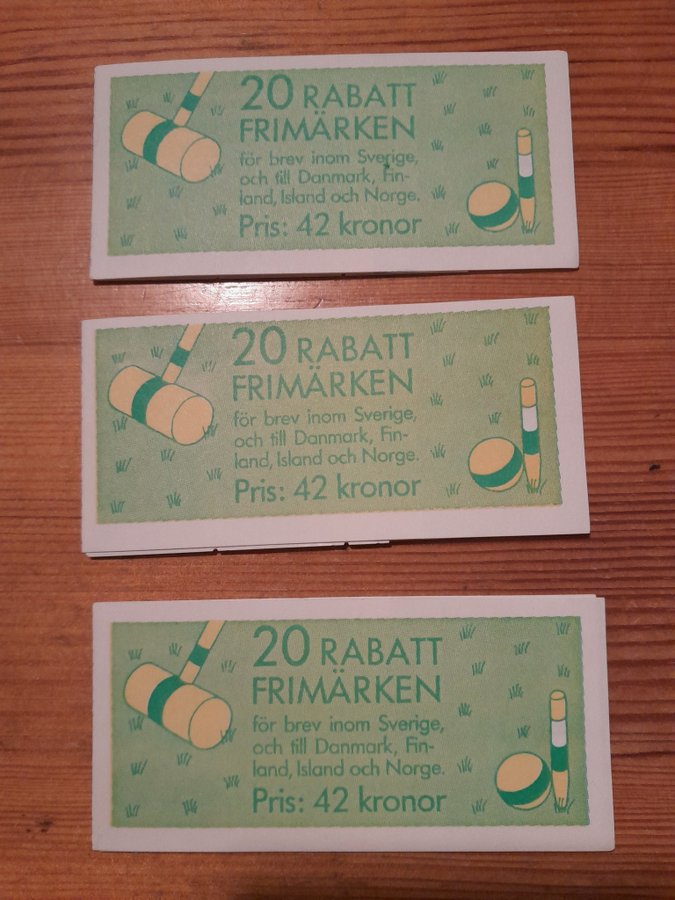 20 RABATT
FRIMÄRKEN
för brev inom Sverige,
och till Danmark, Fin-
land, Island och Norge.
Pris: 42 kronor
20 RABATT
FRIMÄRKEN
för brev inom Sverige,
och till Danmark, Fin-
land, Island och Norge.
Pris: 42 kronor
20 RABATT
FRIMÄRKEN
för brev inom Sverige,
och till Danmark, Fin-
land, Island och Norge.
Pris: 42 kronor